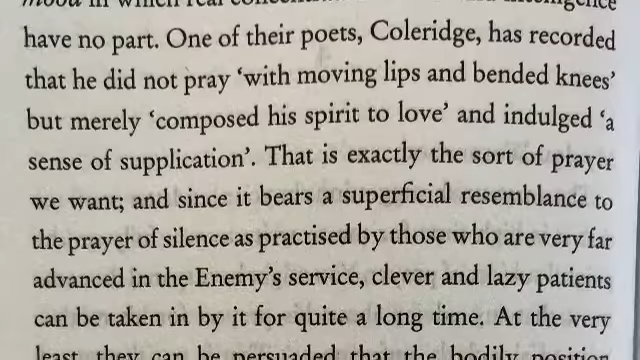 mood in which real
have no part. One of their poets, Coleridge, has recorded
that he did not pray ‘with moving lips and bended knees’
but merely ‘composed his spirit to love’ and indulged ‘a
sense of supplication’. That is exactly the sort of prayer
we want; and since it bears a superficial resemblance to
the prayer of silence as practised by those who are very far
advanced in the Enemy’s service, clever and lazy patients
can be taken in by it for quite a long time. At the very
least, they can be persuaded that the bodily position